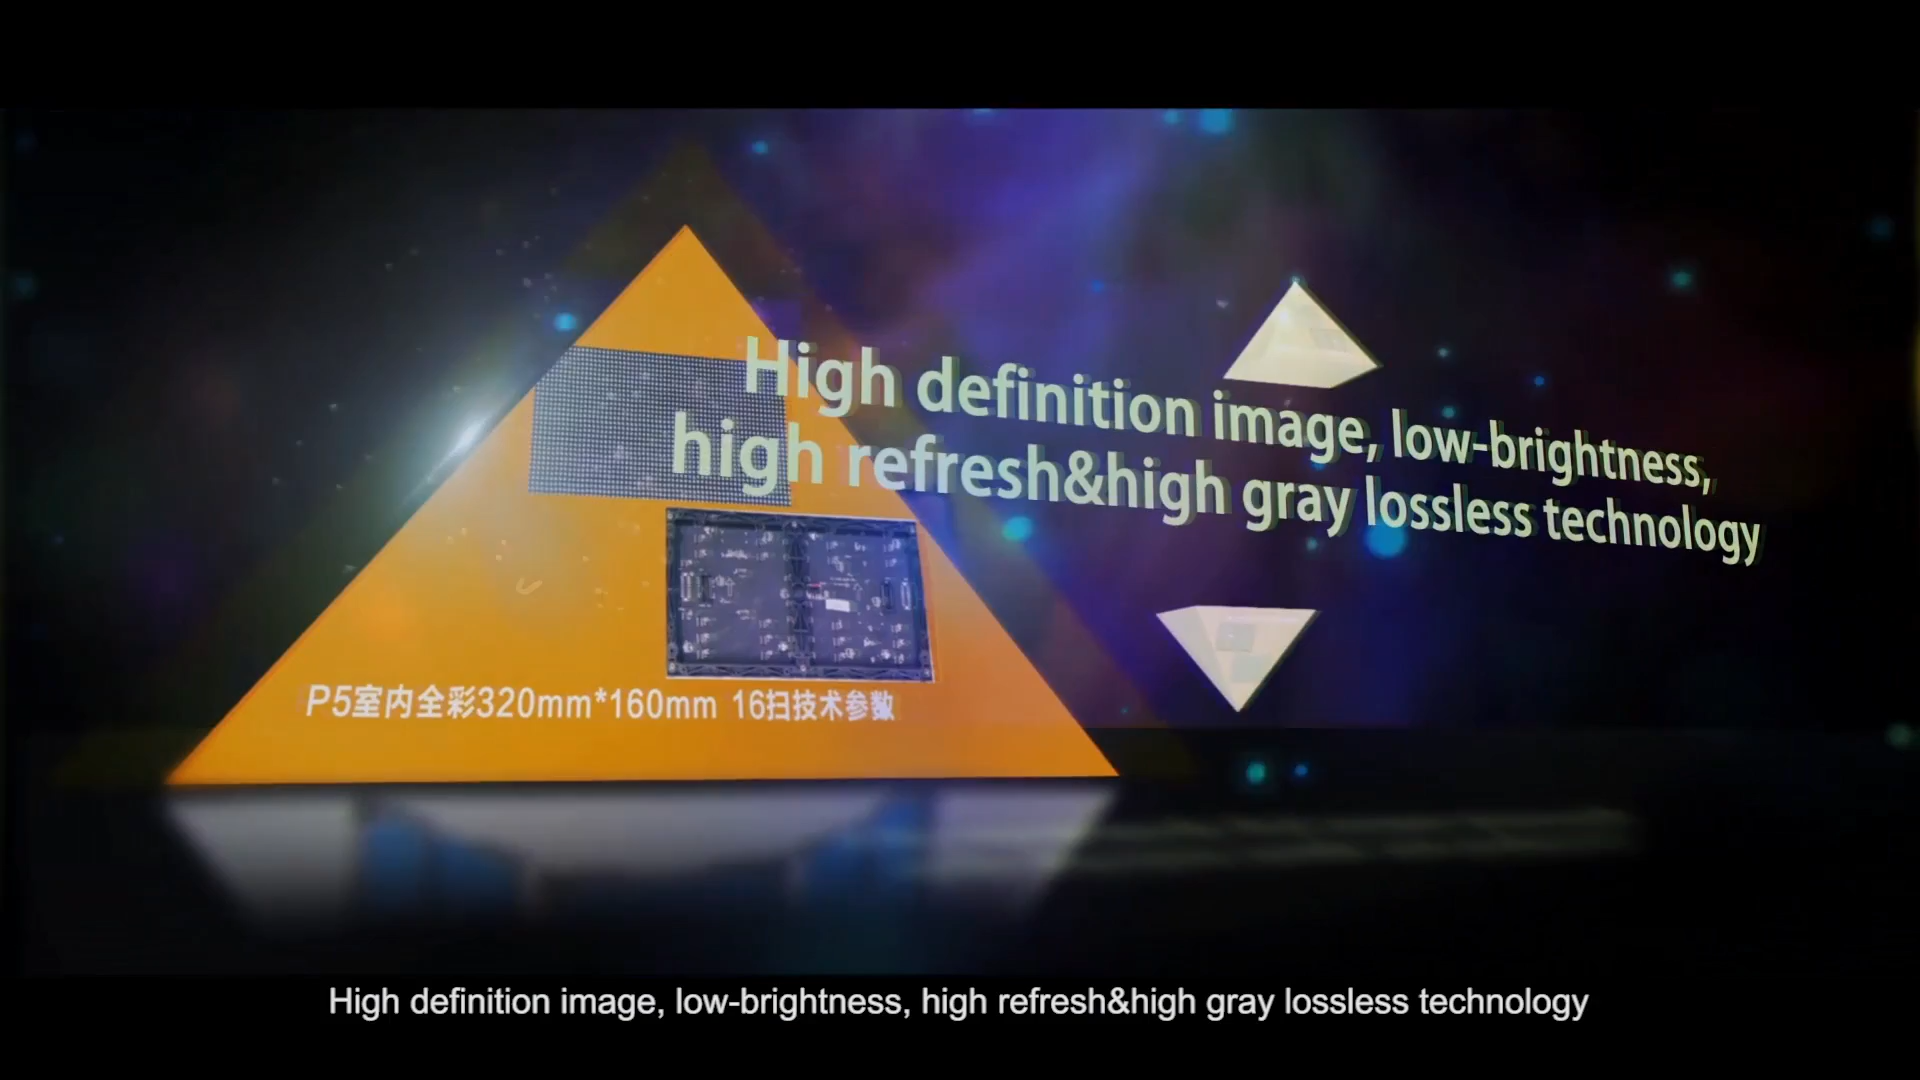 High definition image, low-brightness,
high refresh&high gray lossless technology
P5室内全彩320mm*160mm 16扫技术参数
High definition image, low-brightness, high refresh&high gray lossless technology